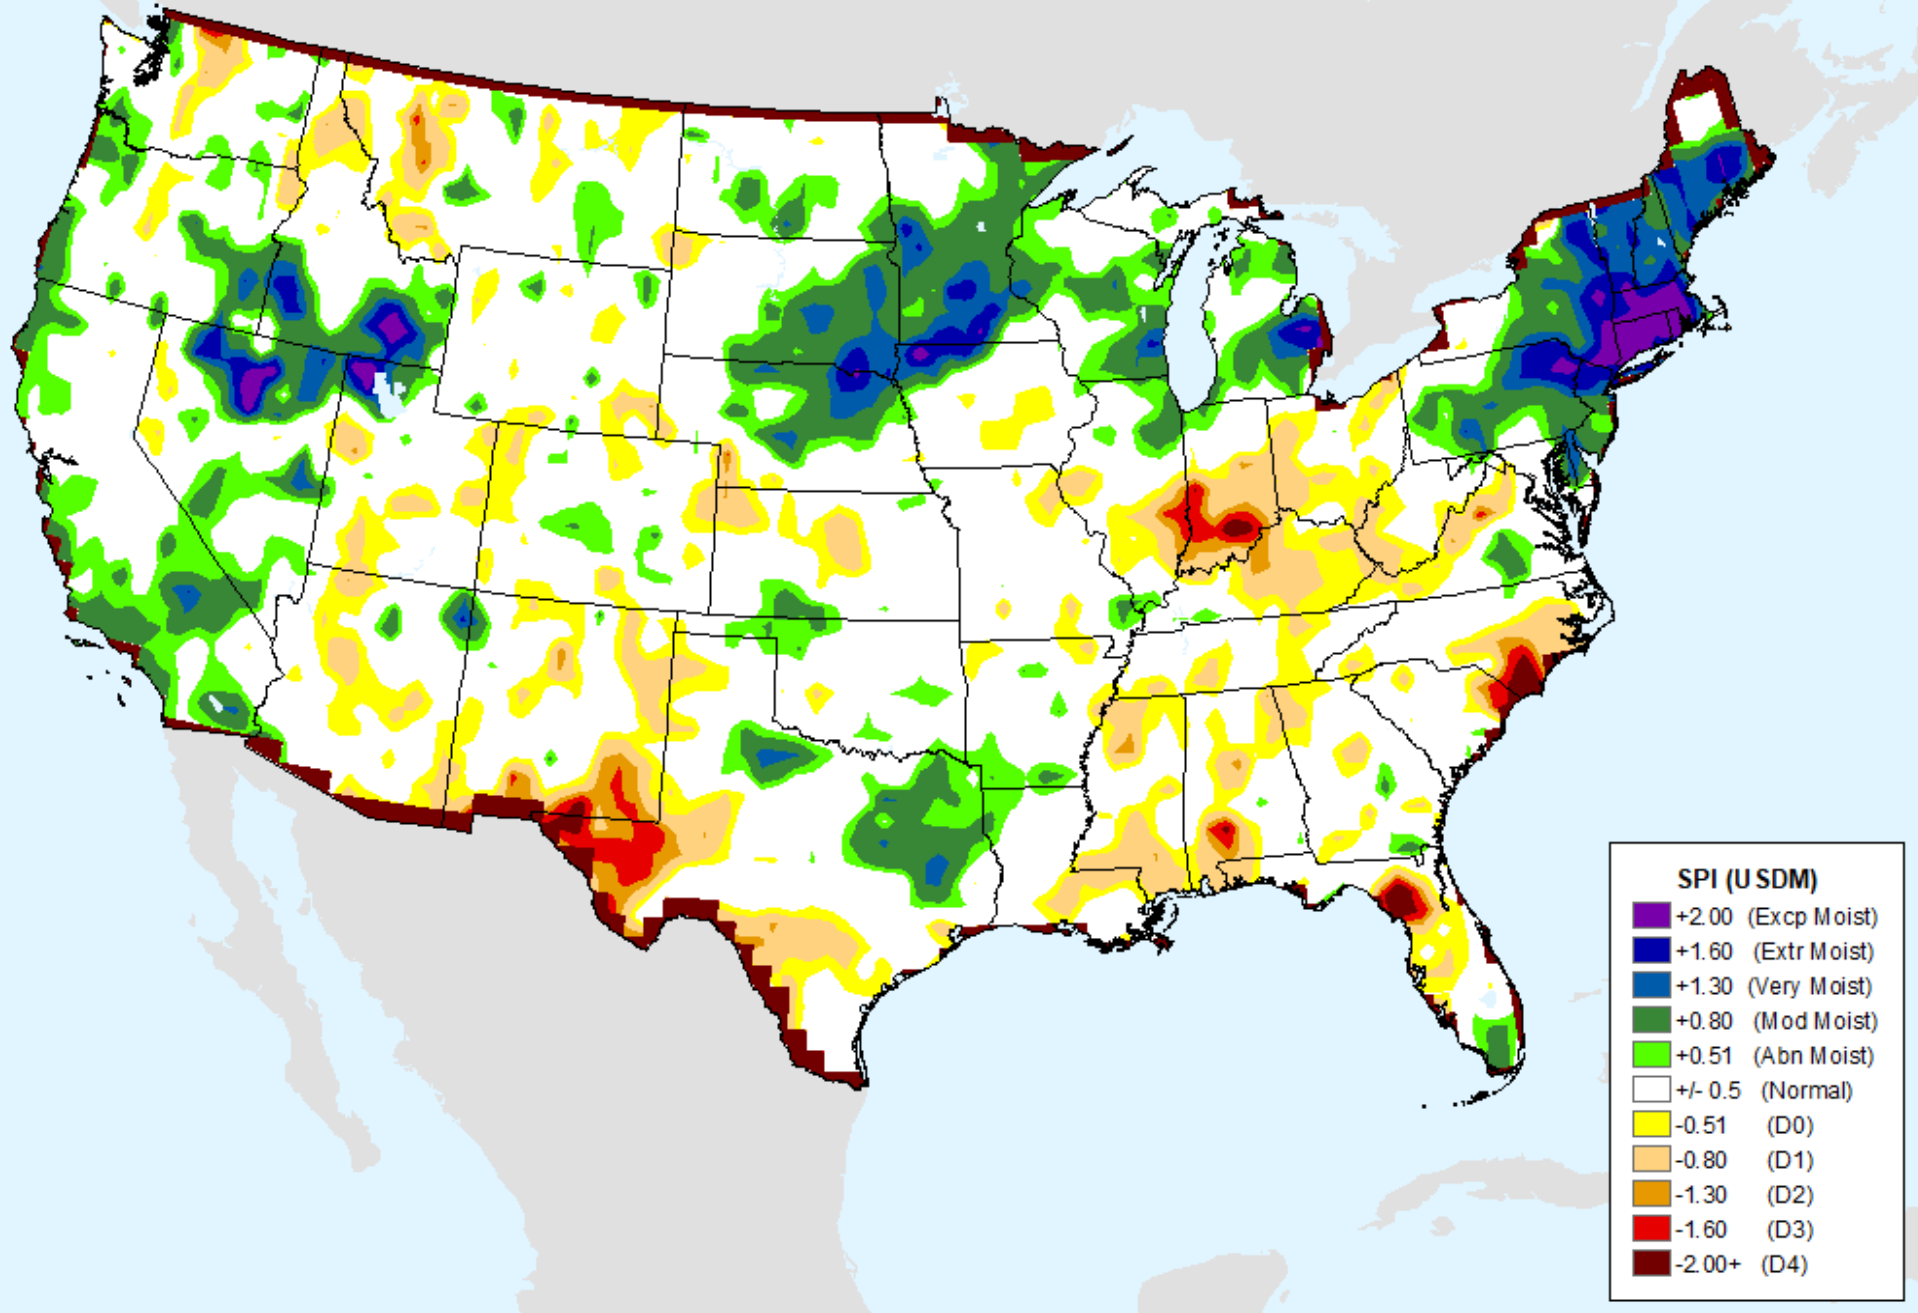 SPI (USDM)
+2.00 (Excp Moist)
+1.60 (Extr Moist)
+1.30 (Very Moist)
+0.80 (Mod Moist)
+0.51 (Abn Moist)
+/- 0.5 (Normal)
-0.51 (D0)
-0.80 (D1)
-1.30 (D2)
-1.60 (D3)
-2.00+ (D4)